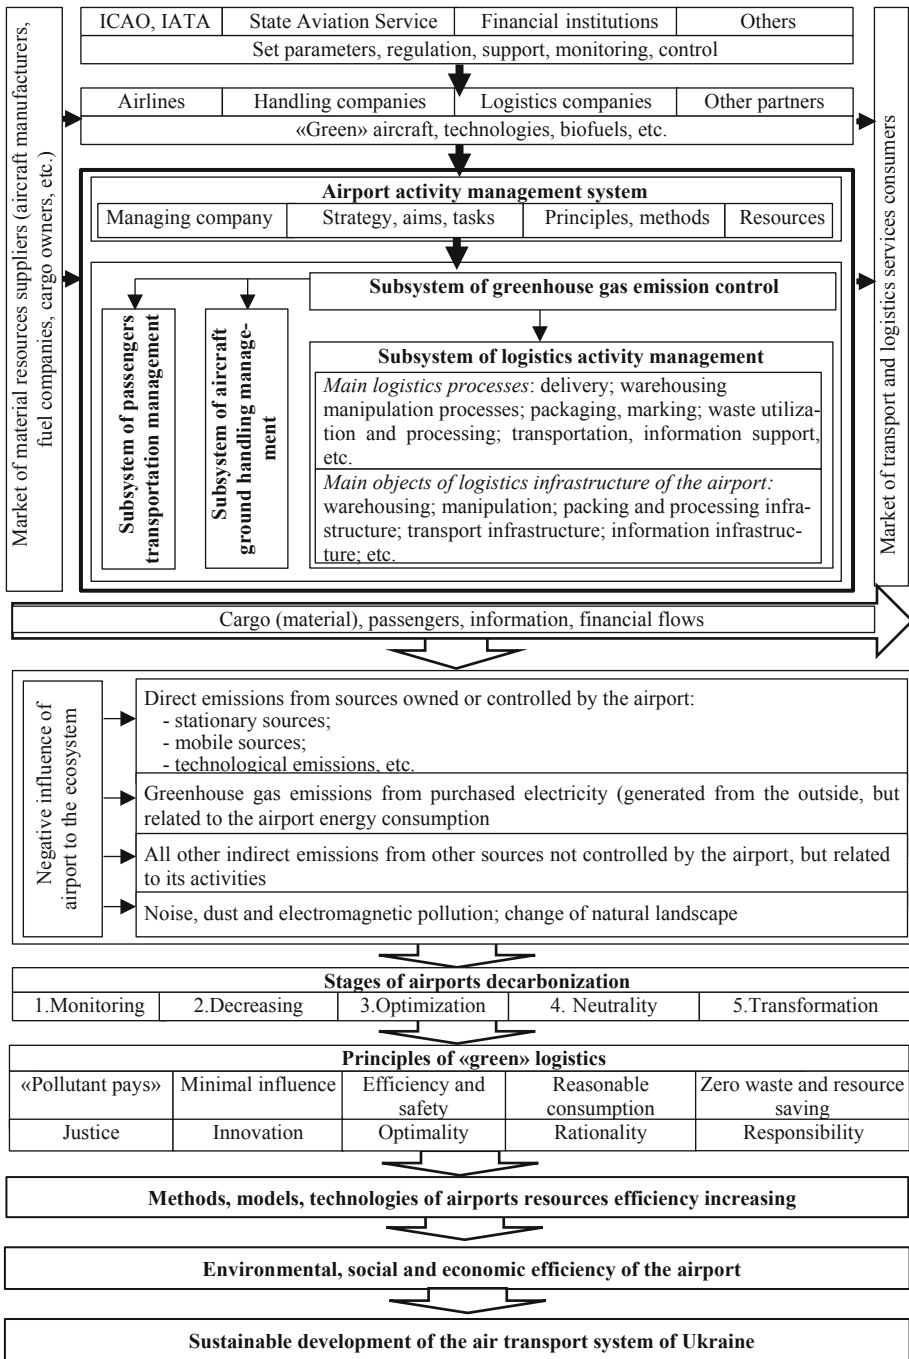 ICAO, IATA State Aviation Service Financial institutions Others
Set parameters, regulation, support, monitoring, control
Market of material resources suppliers (aircraft manufacturers,
fuel companies, cargo owners, etc.)
Airlines Handling companies Logistics companies Other partners
«Green» aircraft, technologies, biofuels, etc.
Airport activity management system
Managing company Strategy, aims, tasks Principles, methods Resources
Subsystem of greenhouse gas emission control
Subsystem of passengers
transportation management
Subsystem of aircraft
ground handling manage-
ment
Subsystem of logistics activity management
Main logistics processes: delivery; warehousing
manipulation processes; packaging, marking; waste utiliza-
tion and processing; transportation, information support,
etc.
Main objects of logistics infrastructure of the airport:
warehousing; manipulation; packing and processing infra-
structure; transport infrastructure; information infrastruc-
ture; etc.
Market of transport and logistics services consumers
Cargo (material), passengers, information, financial flows
Negative influence of
airport to the ecosystem
Direct emissions from sources owned or controlled by the airport:
- stationary sources;
- mobile sources;
- technological emissions, etc.
Greenhouse gas emissions from purchased electricity (generated from the outside, but
related to the airport energy consumption
All other indirect emissions from other sources not controlled by the airport, but related
to its activities
Noise, dust and electromagnetic pollution; change of natural landscape
Stages of airports decarbonization
1.Monitoring 2.Decreasing 3.Optimization 4. Neutrality 5.Transformation
Principles of «green» logistics
«Pollutant pays» Minimal influence Efficiency and Reasonable Zero waste and resource
safety consumption saving
Justice Innovation Optimality Rationality Responsibility
Methods, models, technologies of airports resources efficiency increasing
Environmental, social and economic efficiency of the airport
Sustainable development of the air transport system of Ukraine